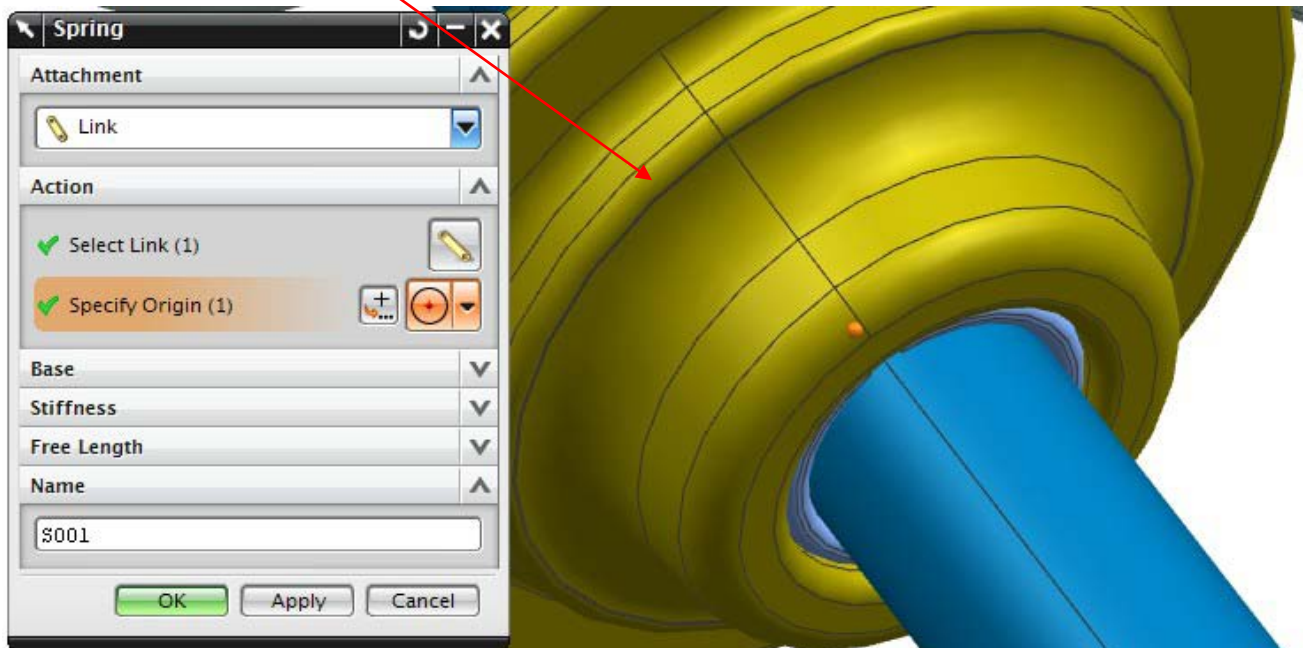 Spring
Attachment
Link
Action
Select Link (1)
Specify Origin (1)
Base
Stiffness
Free Length
Name
S001
OK Apply Cancel